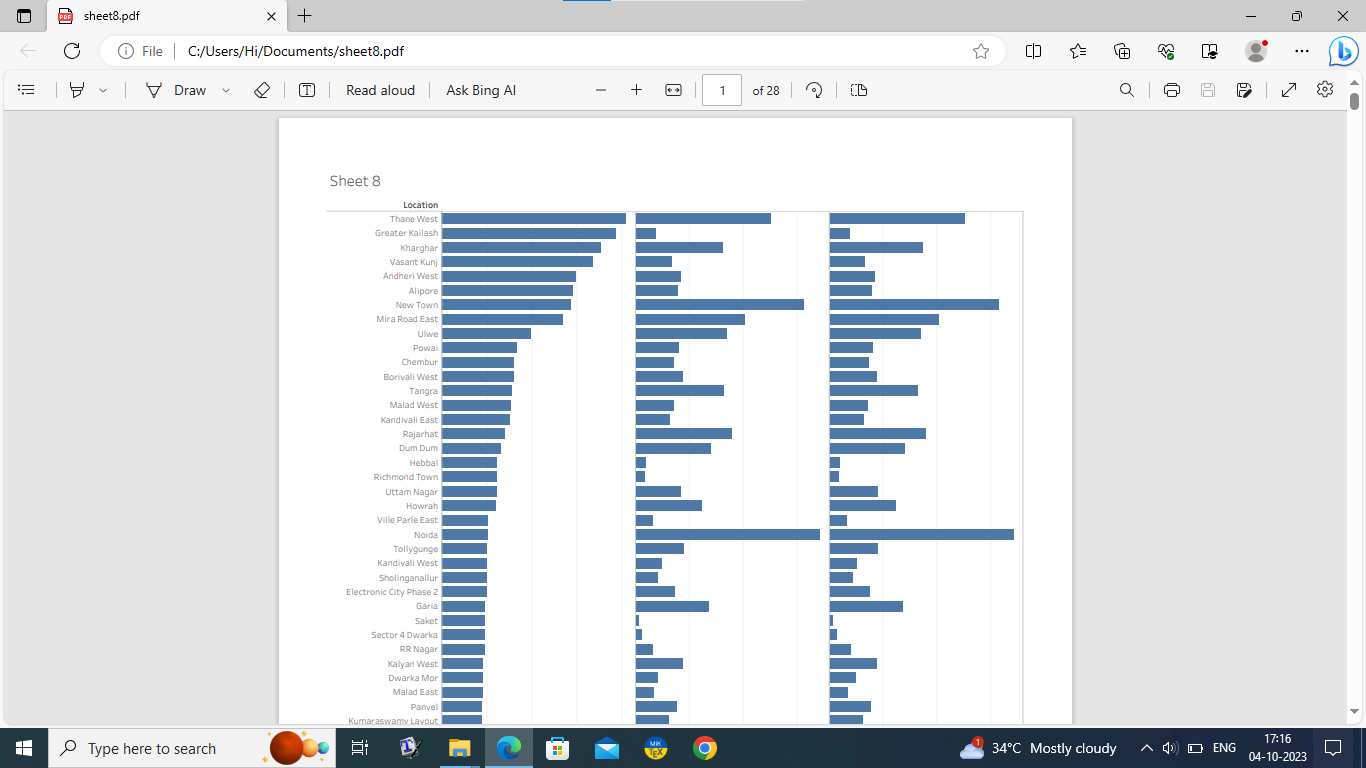 sheet8.pdf
File
C:/Users/Hi/Documents/sheet8.pdf
Draw
Read aloud
Ask Bing AI
1
of 28
Sheet 8
Location
Thane West
Greater Kailash
Kharghar
Vasant Kunj
Andheri West
Alipore
New Town
Mira Road East
Ulwe
Powai
Chembur
Borivali West
Tangra
Malad West
Kandivali East
Rajarhat
Dum Dum
Hebbal
Richmond Town
Uttam Nagar
Howrah
Ville Parle East
Noida
Tollygunge
Kandivali West
Sholinganallur
Electronic City Phase 2
Garia
Saket
Sector 4 Dwarka
RR Nagar
Kalyan West
Dwarka Mor
Malad East
Panvel
Kumaraswamy Layout
Type here to search
MiK
TEX
1
34°C Mostly cloudy
ENG
17:16
04-10-2023